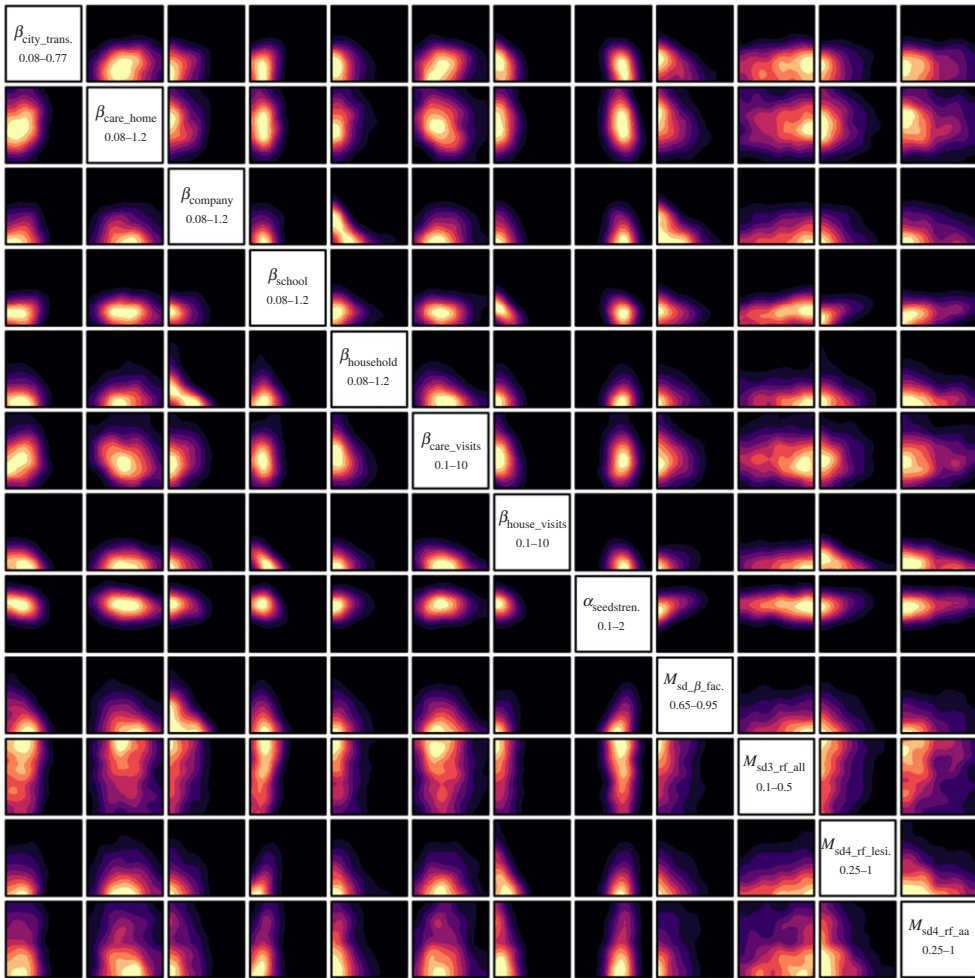 β_city_trans.
0.08–0.77
β_care_home
0.08–1.2
β_company
0.08–1.2
β_school
0.08–1.2
β_household
0.08–1.2
β_care_visits
0.1–10
β_house_visits
0.1–10
α_seedstren.
0.1–2
M_sd_β_fac.
0.65–0.95
M_sd3_rf_all
0.1–0.5
M_sd4_rf_lesi.
0.25–1
M_sd4_rf_aa
0.25–1